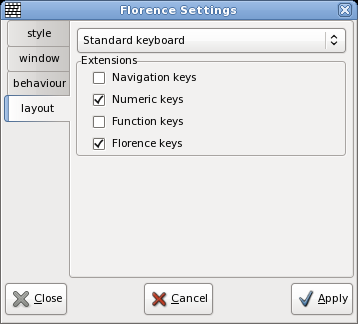 Florence Settings
style
window
behaviour
layout
Standard keyboard
Extensions
Navigation keys
Numeric keys
Function keys
Florence keys
Close
Cancel
Apply